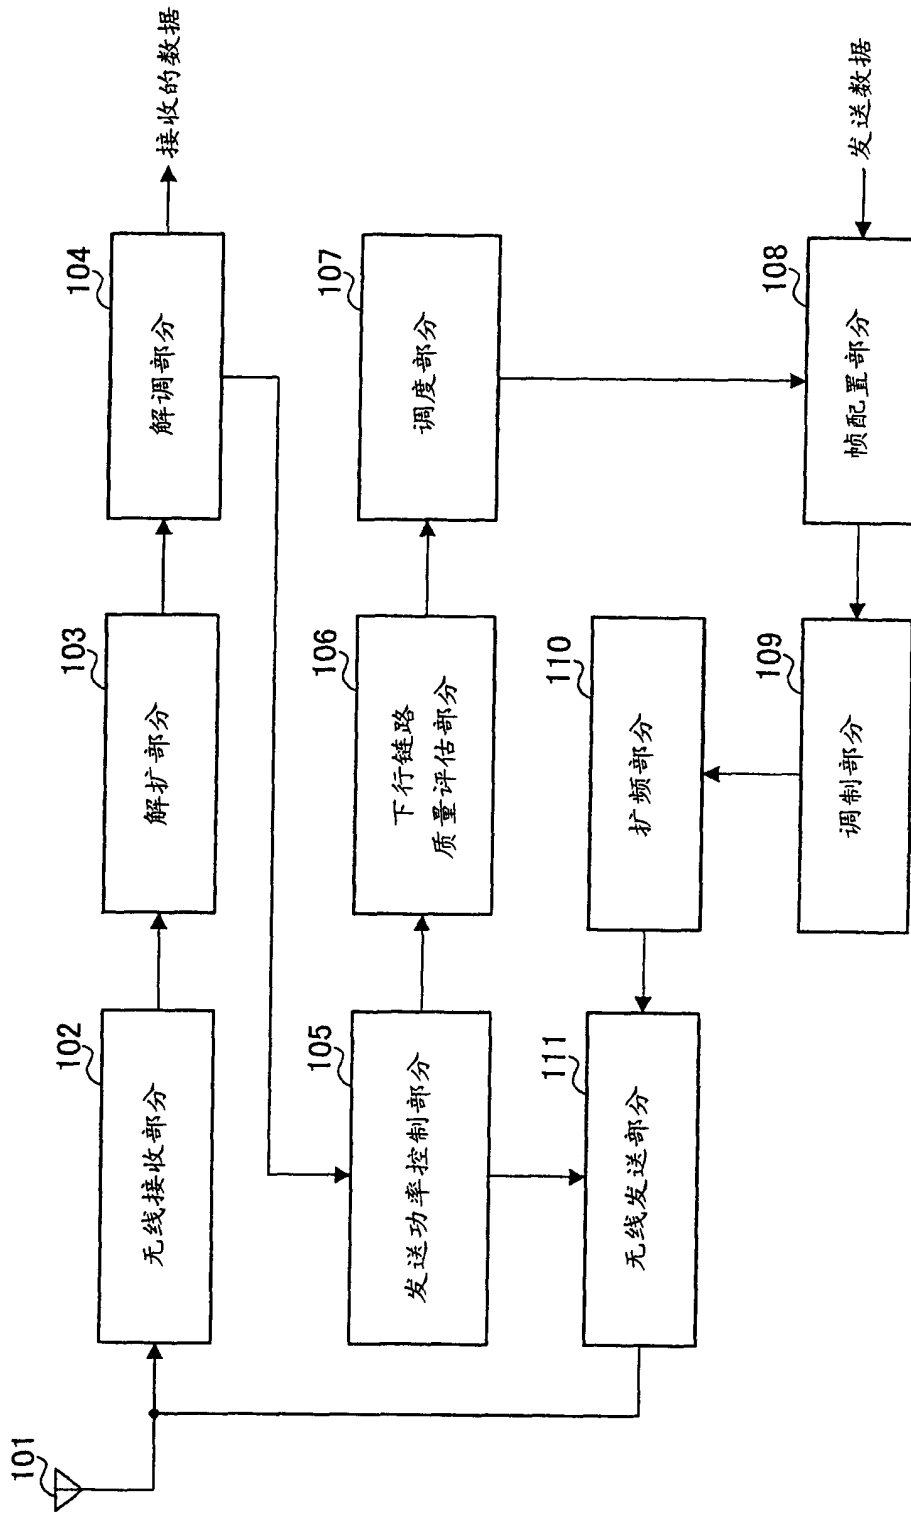 101
102
无线接收部分
103
解扩部分
104
解调部分
接收的数据
105
发送功率控制部分
106
下行链路
质量评估部分
107
调度部分
111
无线发送部分
110
扩频部分
109
调制部分
108
帧配置部分
发送数据